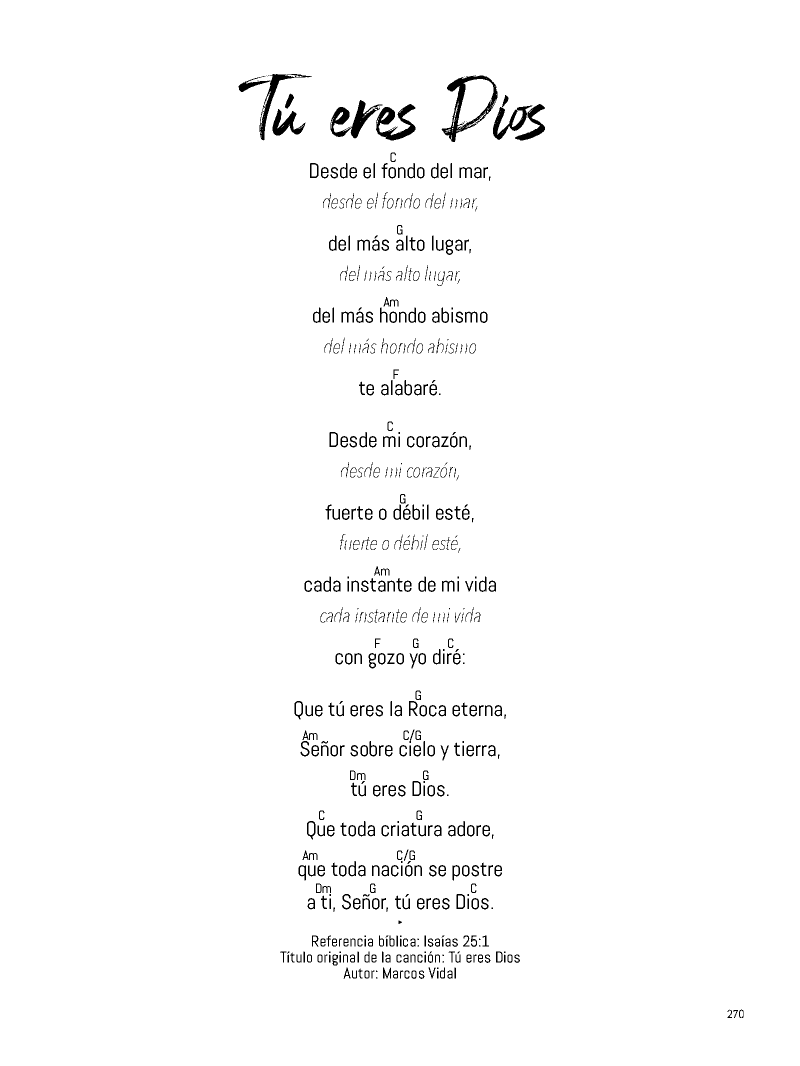 Tú eres Dios
C
Desde el fondo del mar,
desde el fondo del mar,
G
del más alto lugar,
del más alto lugar,
Am
del más hondo abismo
del más hondo abismo
F
te alabaré.
C
Desde mi corazón,
desde mi corazón,
G
fuerte o débil esté,
fuerte o débil esté,
Am
cada instante de mi vida
cada instante de mi vida
F G C
con gozo yo diré:
G
Que tú eres la Roca eterna,
Am C/G
Señor sobre cielo y tierra,
Dm G
tú eres Dios.
C G
Que toda criatura adore,
Am C/G
que toda nación se postre
Dm G C
a ti, Señor, tú eres Dios.
Referencia bíblica: Isaías 25:1
Título original de la canción: Tú eres Dios
Autor: Marcos Vidal
270